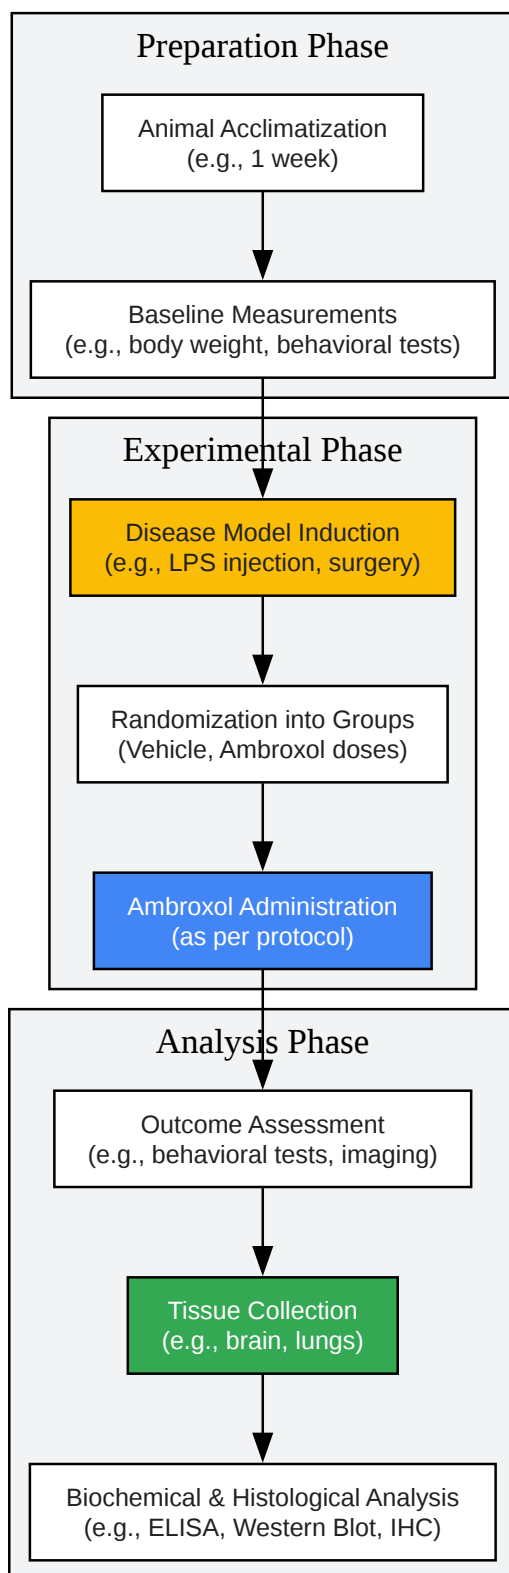 Preparation Phase
Animal Acclimatization
(e.g., 1 week)
Baseline Measurements
(e.g., body weight, behavioral tests)
Experimental Phase
Disease Model Induction
(e.g., LPS injection, surgery)
Randomization into Groups
(Vehicle, Ambroxol doses)
Ambroxol Administration
(as per protocol)
Analysis Phase
Outcome Assessment
(e.g., behavioral tests, imaging)
Tissue Collection
(e.g., brain, lungs)
Biochemical & Histological Analysis
(e.g., ELISA, Western Blot, IHC)